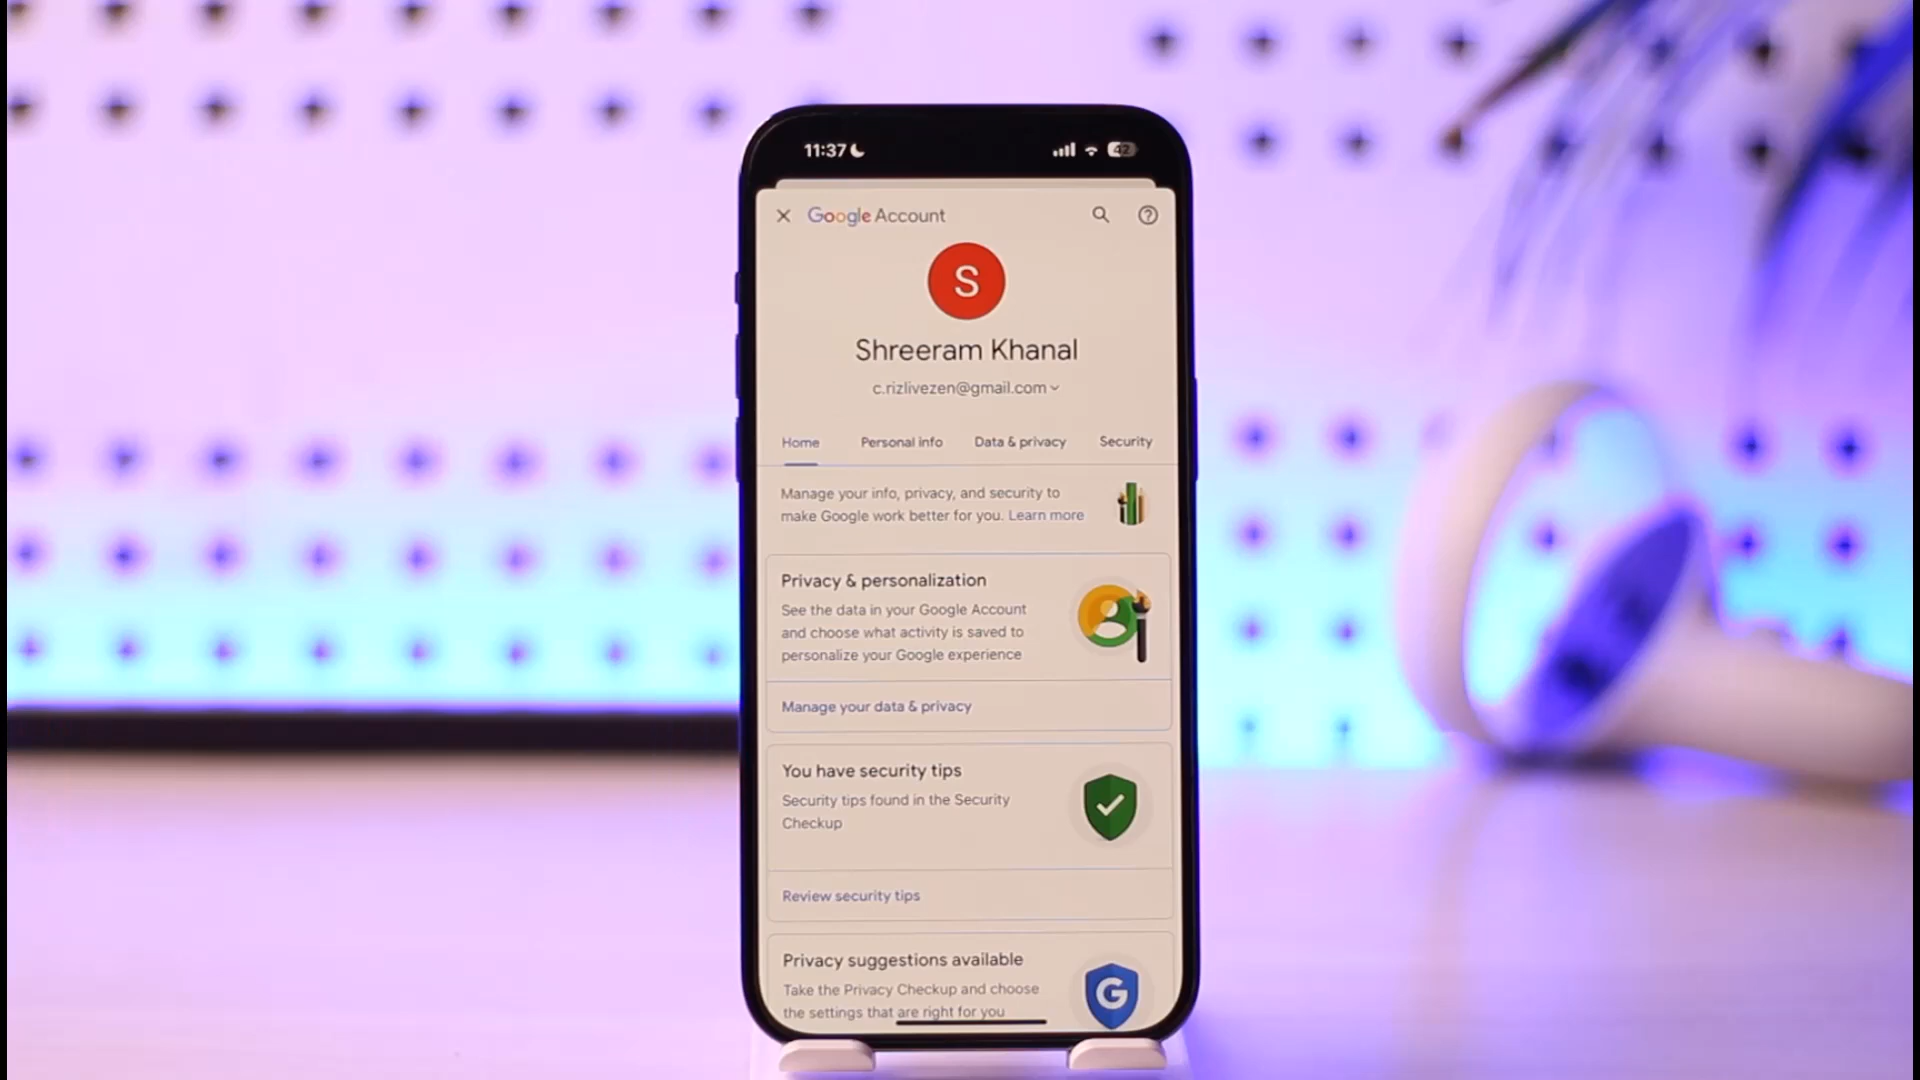 11:37
42
Google Account
S
Shreeram Khanal
c.rizlivezen@gmail.com
Home Personal info Data & privacy Security
Manage your info, privacy, and security to
make Google work better for you. Learn more
Privacy & personalization
See the data in your Google Account
and choose what activity is saved to
personalize your Google experience
Manage your data & privacy
You have security tips
Security tips found in the Security
Checkup
Review security tips
Privacy suggestions available
Take the Privacy Checkup and choose
the settings that are right for you
G